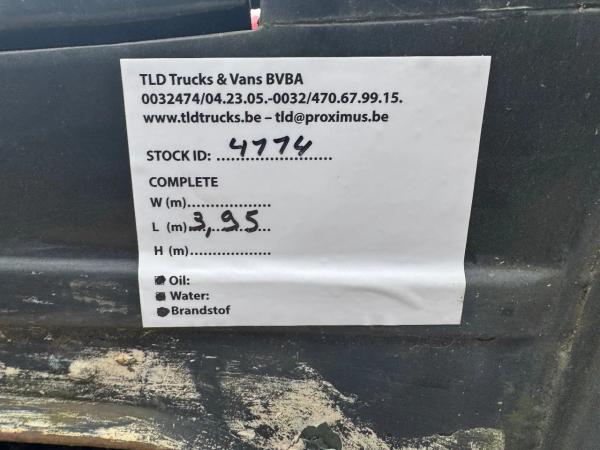 TLD Trucks & Vans BVBA
0032474/04.23.05.-0032/470.67.99.15.
www.tldtrucks.be – tld@proximus.be
STOCK ID: 4774
COMPLETE
W (m)....................
L (m) 3,95
H (m)....................
Oil:
Water:
Brandstof